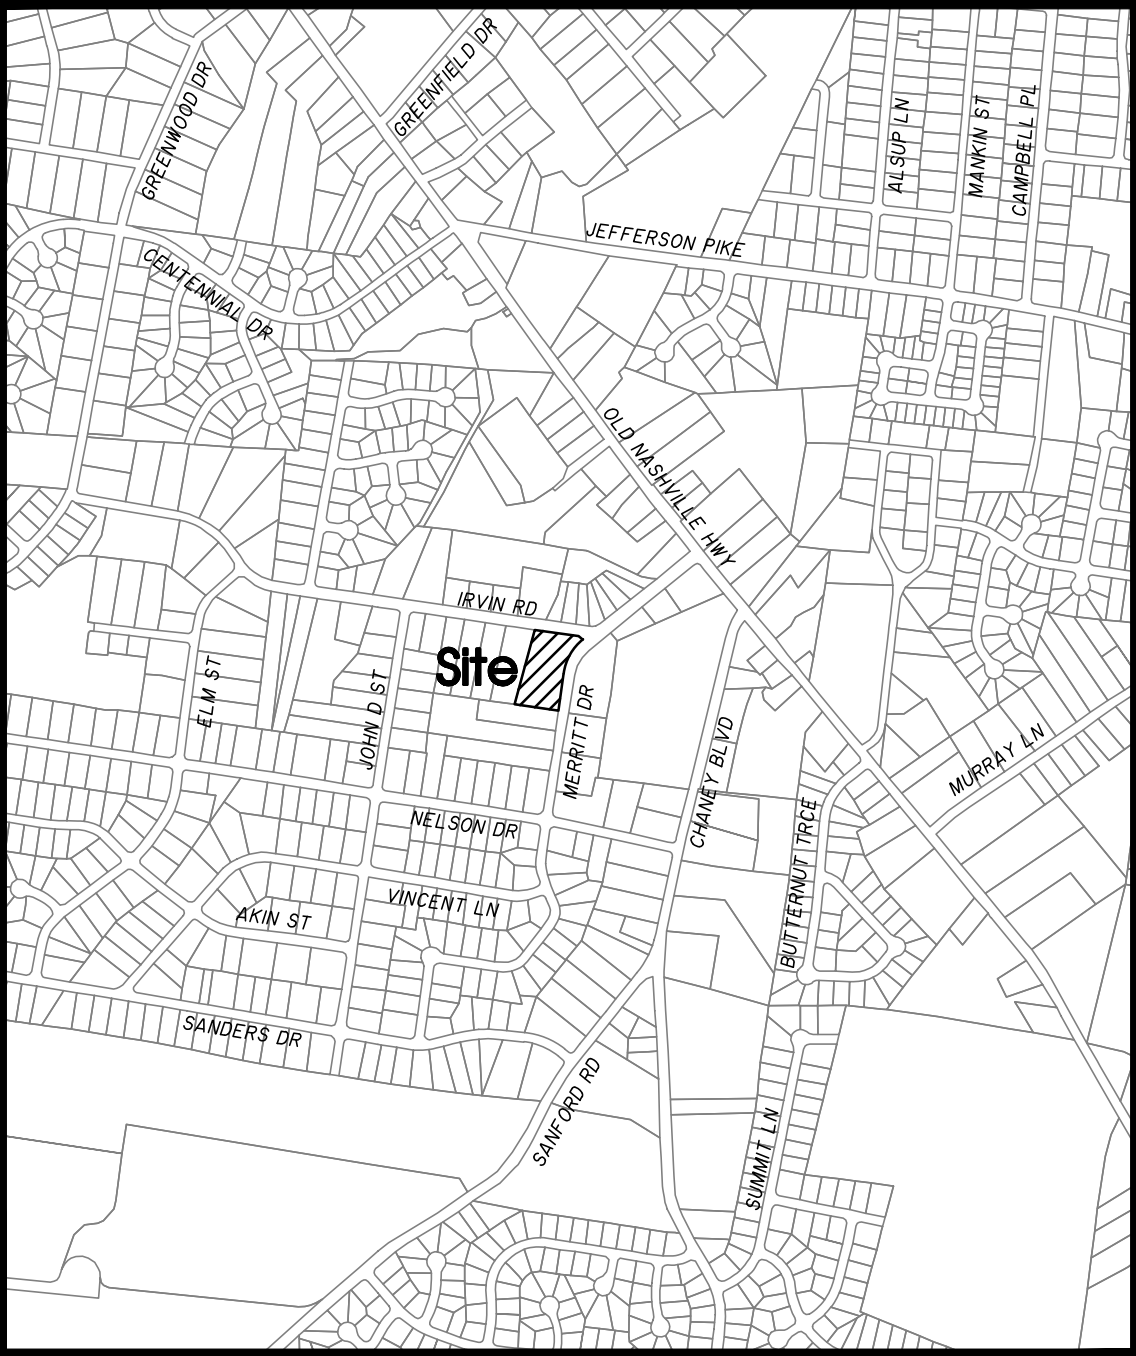 GREENFIELD DR
GREENWOOD DR
ALSUP LN
MANKIN ST
CAMPBELL PL
JEFFERSON PIKE
CENTENNIAL DR
OLD NASHVILLE HWY
IRVIN RD
Site
ELM ST
JOHN D ST
MERRITT DR
CHANEY BLVD
MURRAY LN
NELSON DR
BUTTERNUT TRCE
VINCENT LN
AKIN ST
SANDERS DR
SANFORD RD
SUMMIT LN